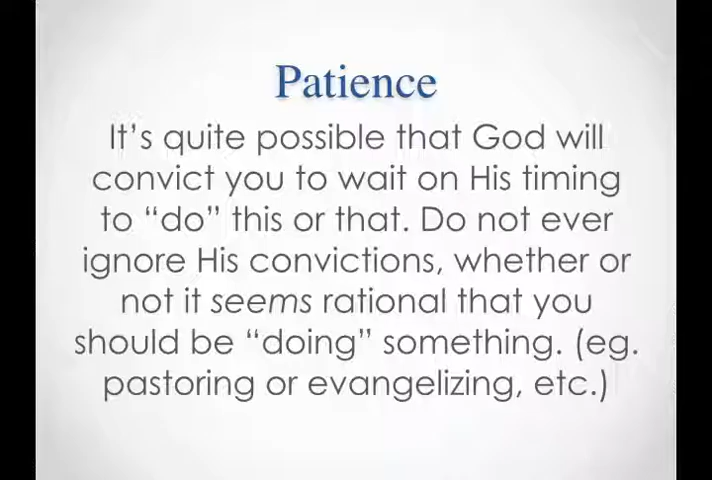 Patience
It’s quite possible that God will
convict you to wait on His timing
to “do” this or that. Do not ever
ignore His convictions, whether or
not it seems rational that you
should be “doing” something. (eg.
pastoring or evangelizing, etc.)